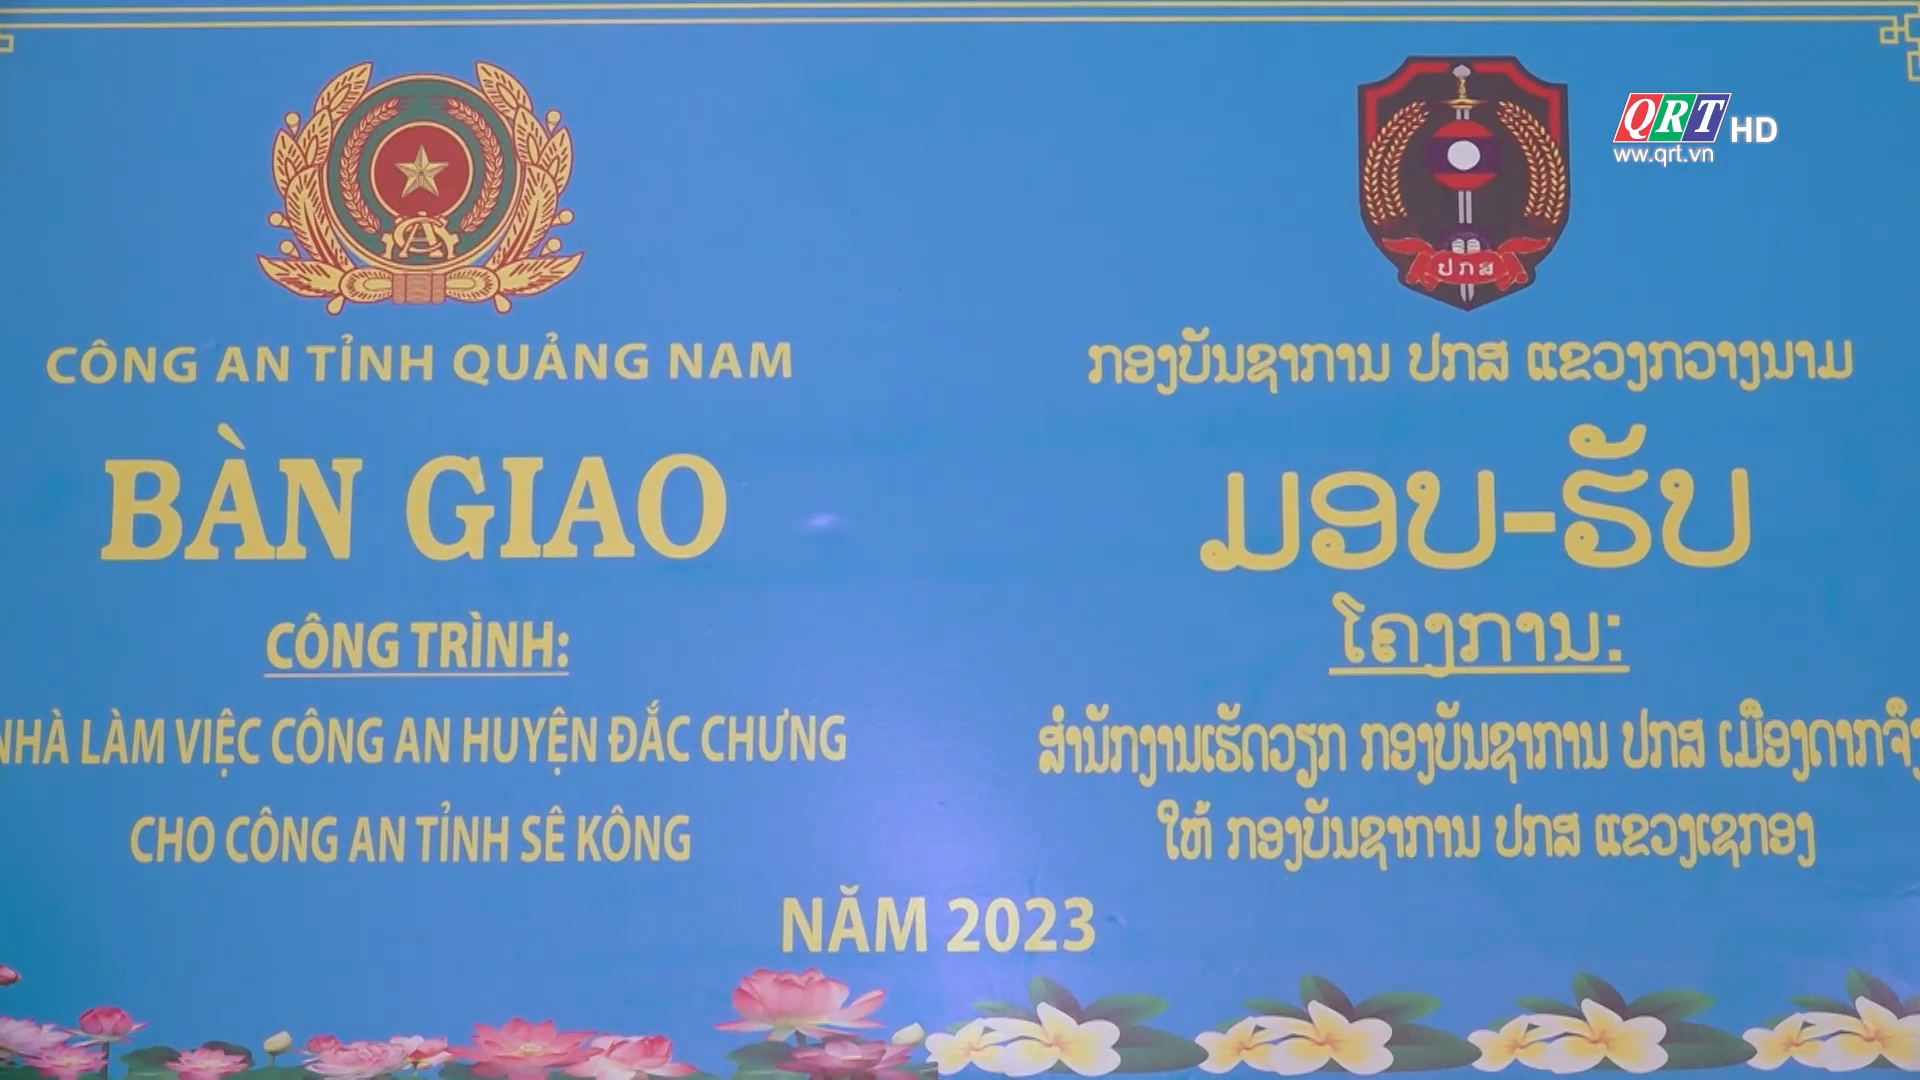 QRT HD
ww.qrt.vn
ປກສ
CÔNG AN TỈNH QUẢNG NAM
BÀN GIAO
CÔNG TRÌNH:
NHÀ LÀM VIỆC CÔNG AN HUYỆN ĐẮC CHƯNG
CHO CÔNG AN TỈNH SÊ KÔNG
ກອງບັນຊາການ ປກສ ແຂວງກວາງນາມ
ມອບ-ຮັບ
ໂຄງການ:
ສຳນັກງານເຮັດວຽກ ກອງບັນຊາການ ປກສ ເມືອງດາກຈຶງ
ໃຫ້ ກອງບັນຊາການ ປກສ ແຂວງເຊກອງ
NĂM 2023